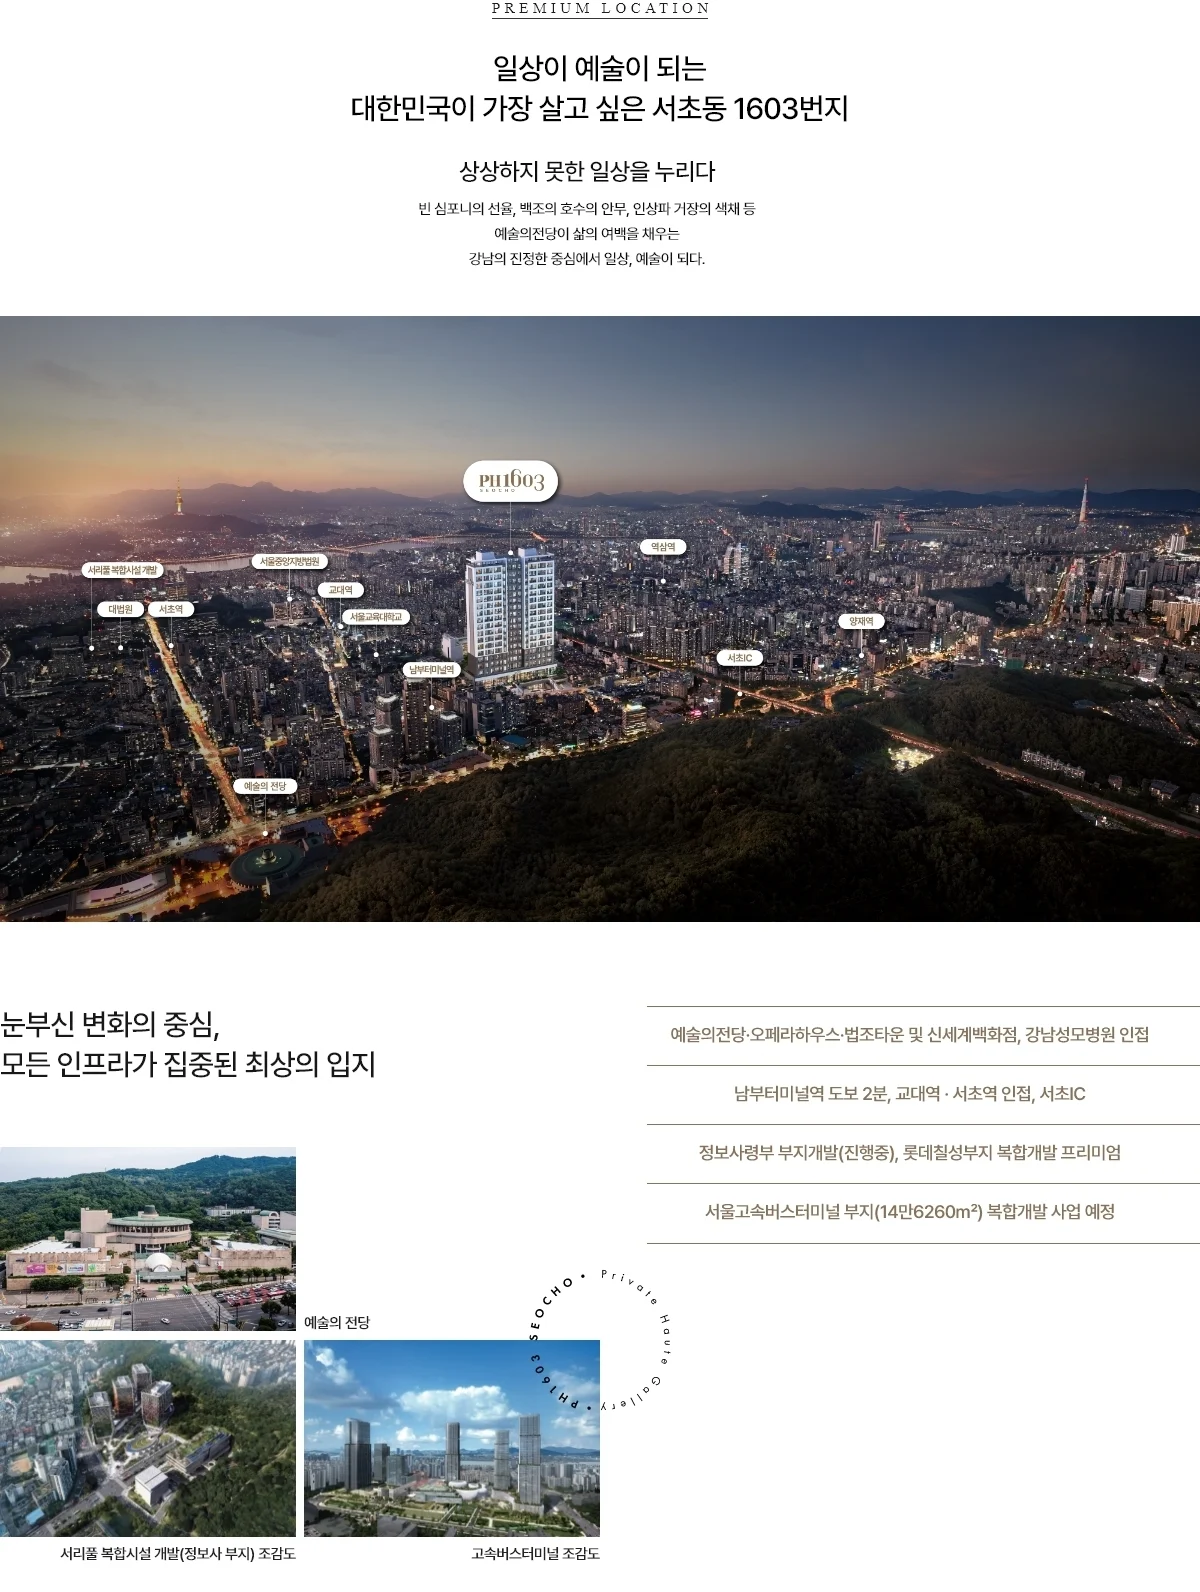 PREMIUM LOCATION
일상이 예술이 되는
대한민국이 가장 살고 싶은 서초동 1603번지
상상하지 못한 일상을 누리다
빈 심포니의 선율, 백조의 호수의 안무, 인상파 거장의 색채 등
예술의전당이 삶의 여백을 채우는
강남의 진정한 중심에서 일상, 예술이 되다.
PH1603
SEOCHO
역삼역
서울중앙지방법원
서리풀 복합시설 개발
교대역
대법원
서초역
서울교육대학교
양재역
서초IC
남부터미널역
예술의 전당
눈부신 변화의 중심,
모든 인프라가 집중된 최상의 입지
예술의전당·오페라하우스·법조타운 및 신세계백화점, 강남성모병원 인접
남부터미널역 도보 2분, 교대역 · 서초역 인접, 서초IC
정보사령부 부지개발(진행중), 롯데칠성부지 복합개발 프리미엄
서울고속버스터미널 부지(14만6260m²) 복합개발 사업 예정
예술의 전당
• PH1603 SEOCHO • Private Haute Gallery
서리풀 복합시설 개발(정보사 부지) 조감도
고속버스터미널 조감도